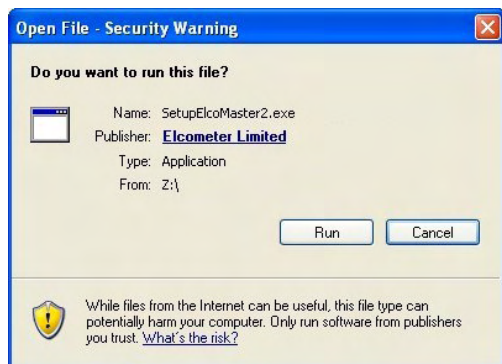 Open File - Security Warning
Do you want to run this file?
Name: SetupElcoMaster2.exe
Publisher: Elcometer Limited
Type: Application
From: Z:\
Run Cancel
While files from the Internet can be useful, this file type can
potentially harm your computer. Only run software from publishers
you trust. What's the risk?